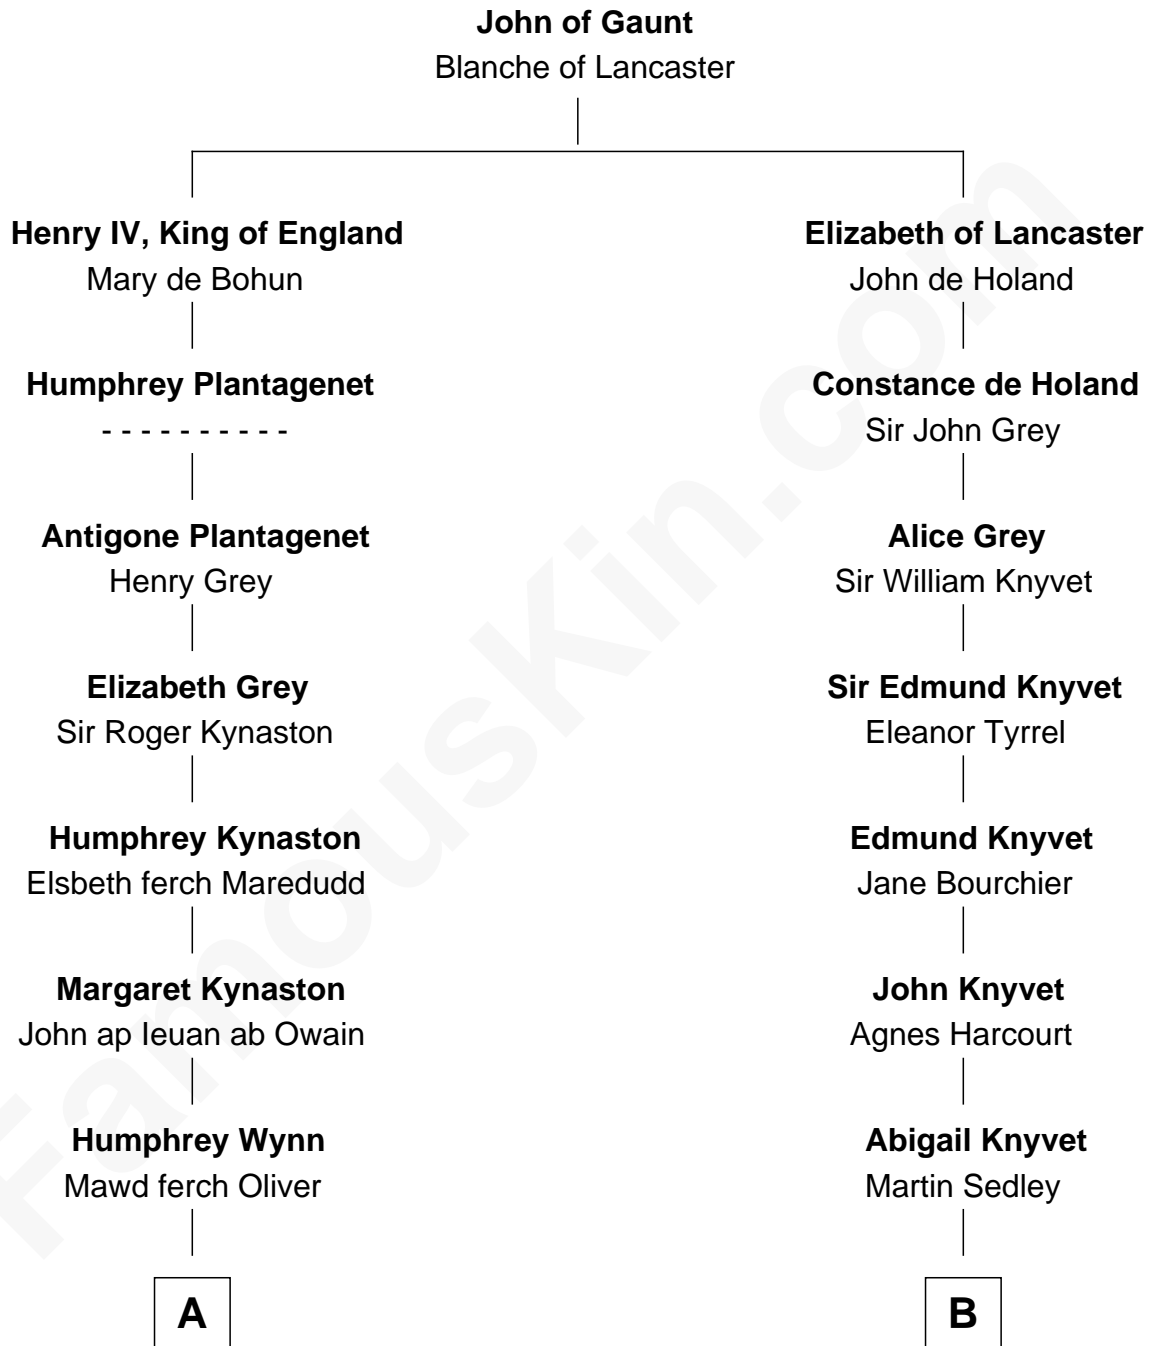 John of Gaunt
Blanche of Lancaster
Henry IV, King of England
Mary de Bohun
Humphrey Plantagenet
- - - - - - - - - -
Antigone Plantagenet
Henry Grey
Elizabeth Grey
Sir Roger Kynaston
Humphrey Kynaston
Elsbeth ferch Maredudd
Margaret Kynaston
John ap Ieuan ab Owain
Humphrey Wynn
Mawd ferch Oliver
A
Elizabeth of Lancaster
John de Holand
Constance de Holand
Sir John Grey
Alice Grey
Sir William Knyvet
Sir Edmund Knyvet
Eleanor Tyrrel
Edmund Knyvet
Jane Bourchier
John Knyvet
Agnes Harcourt
Abigail Knyvet
Martin Sedley
B
FamousKin.com